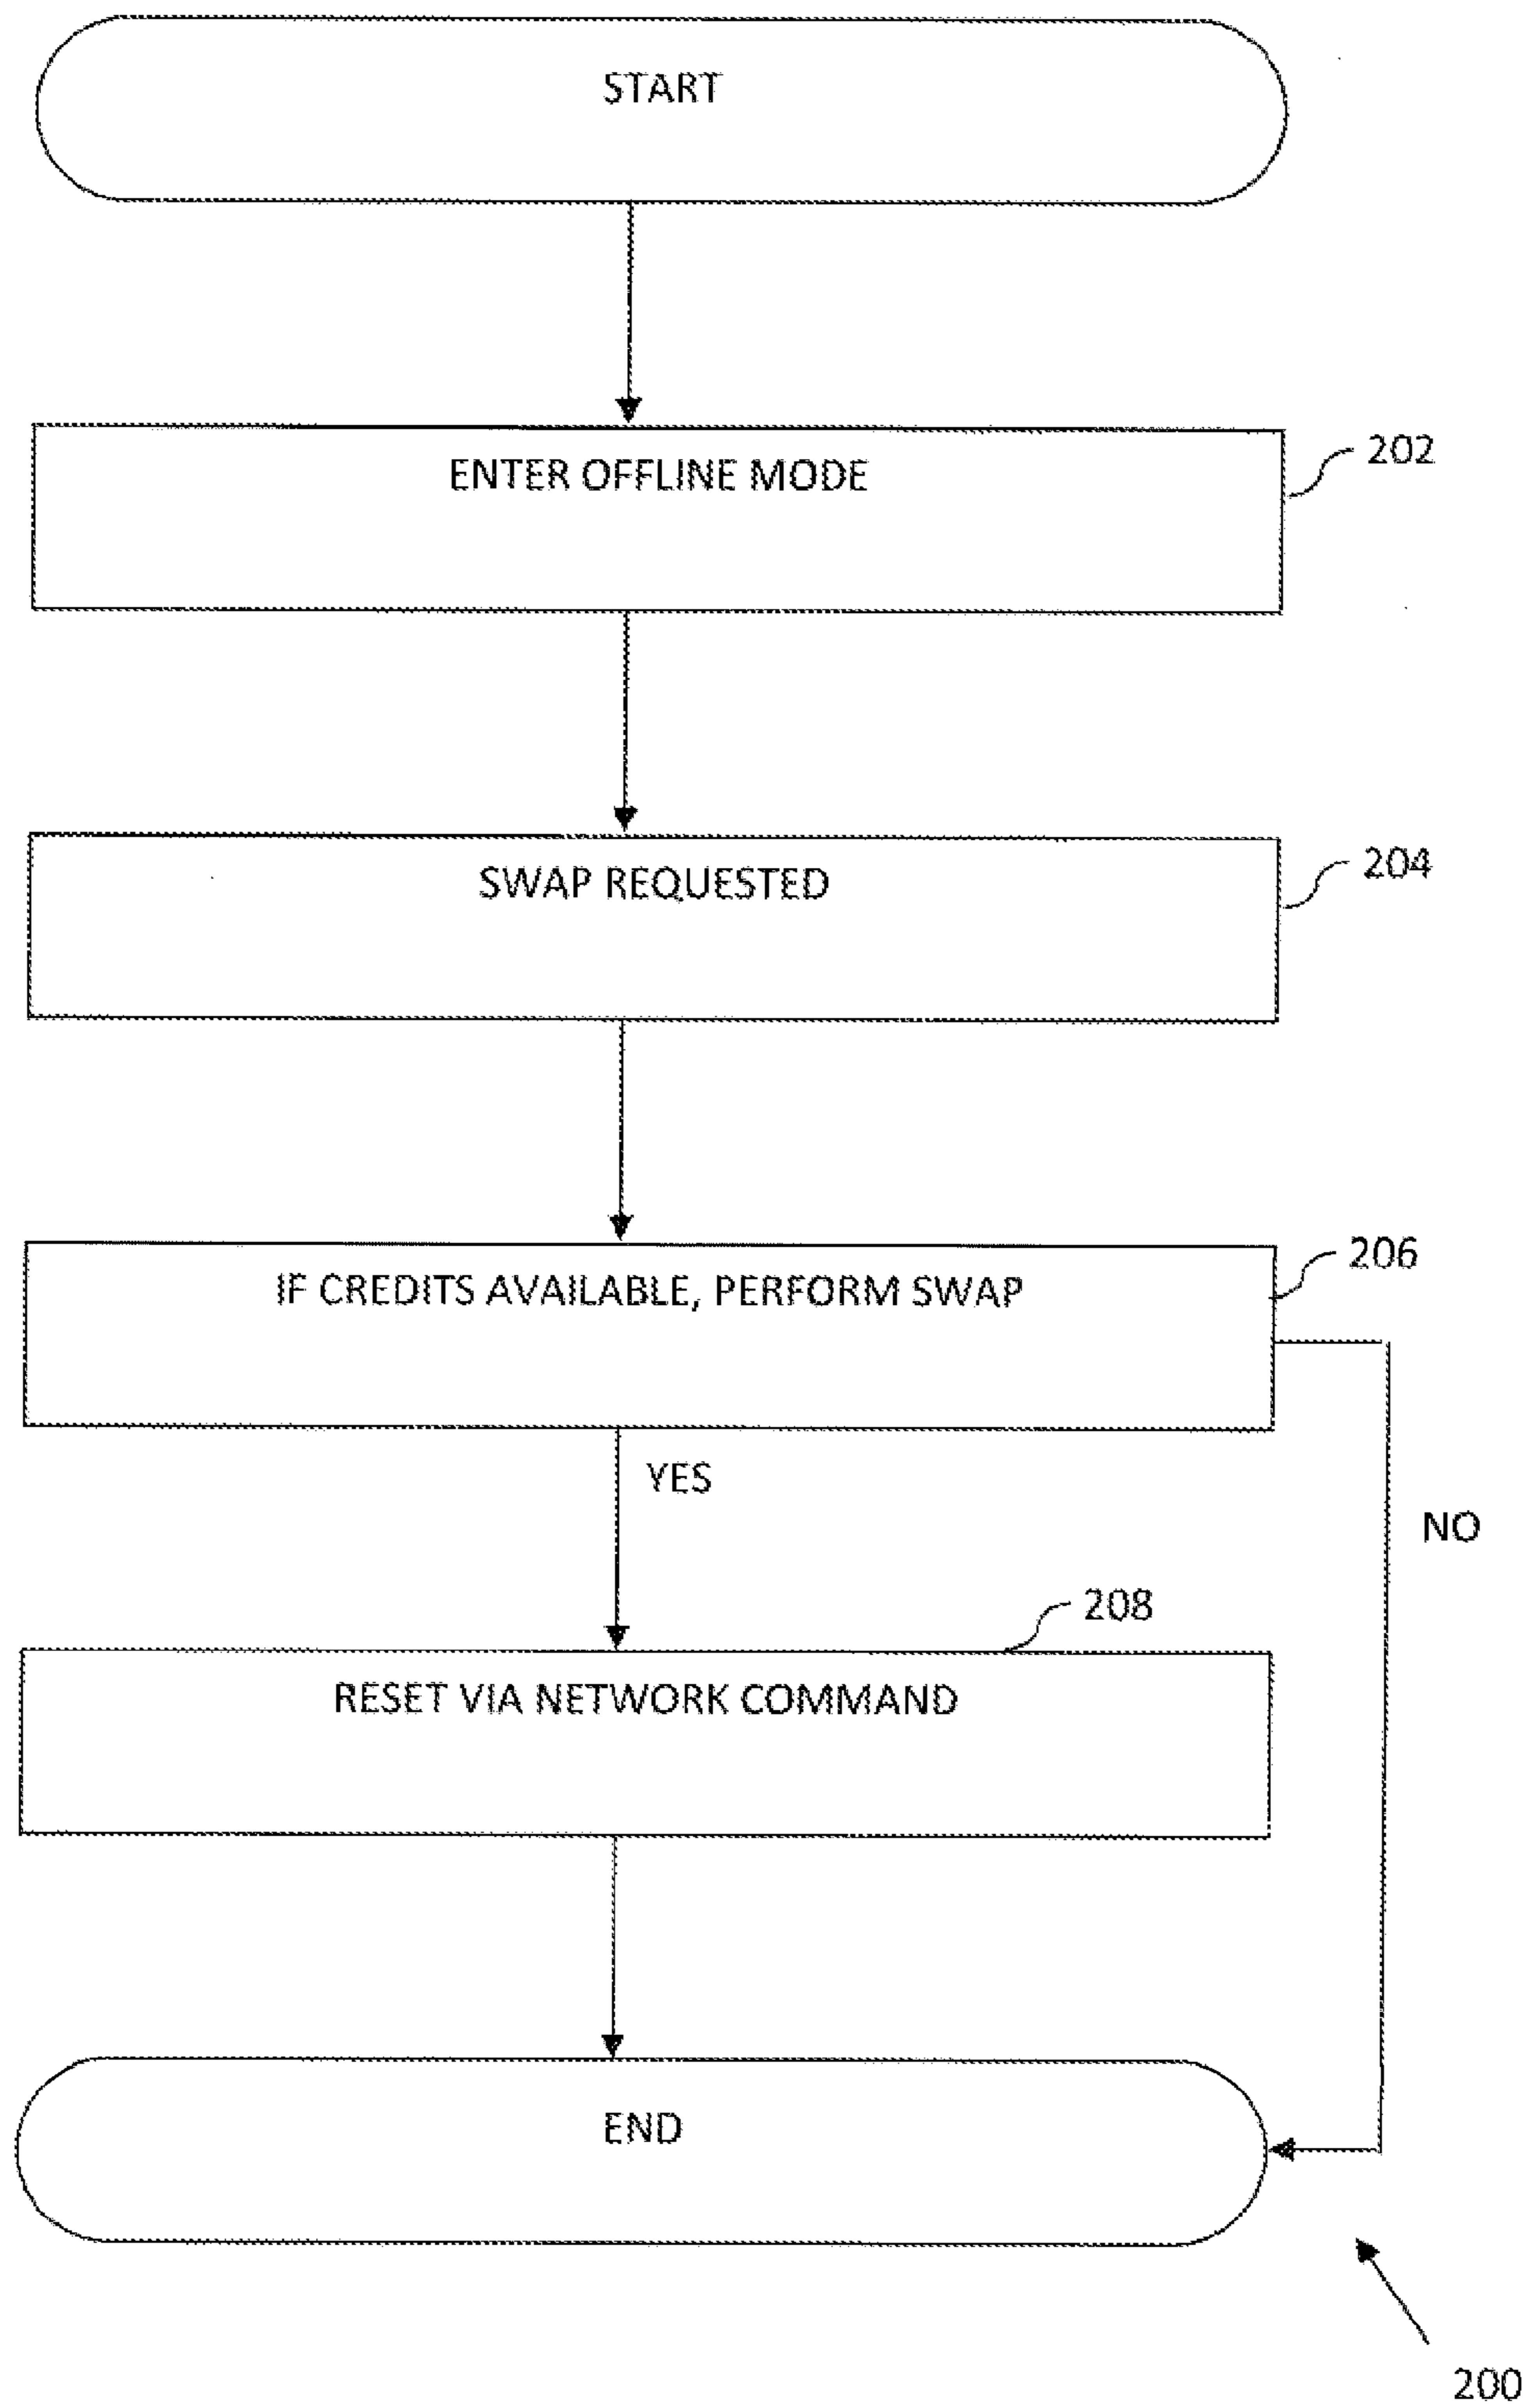 START
ENTER OFFLINE MODE
202
SWAP REQUESTED
204
IF CREDITS AVAILABLE, PERFORM SWAP
206
YES
NO
208
RESET VIA NETWORK COMMAND
END
200